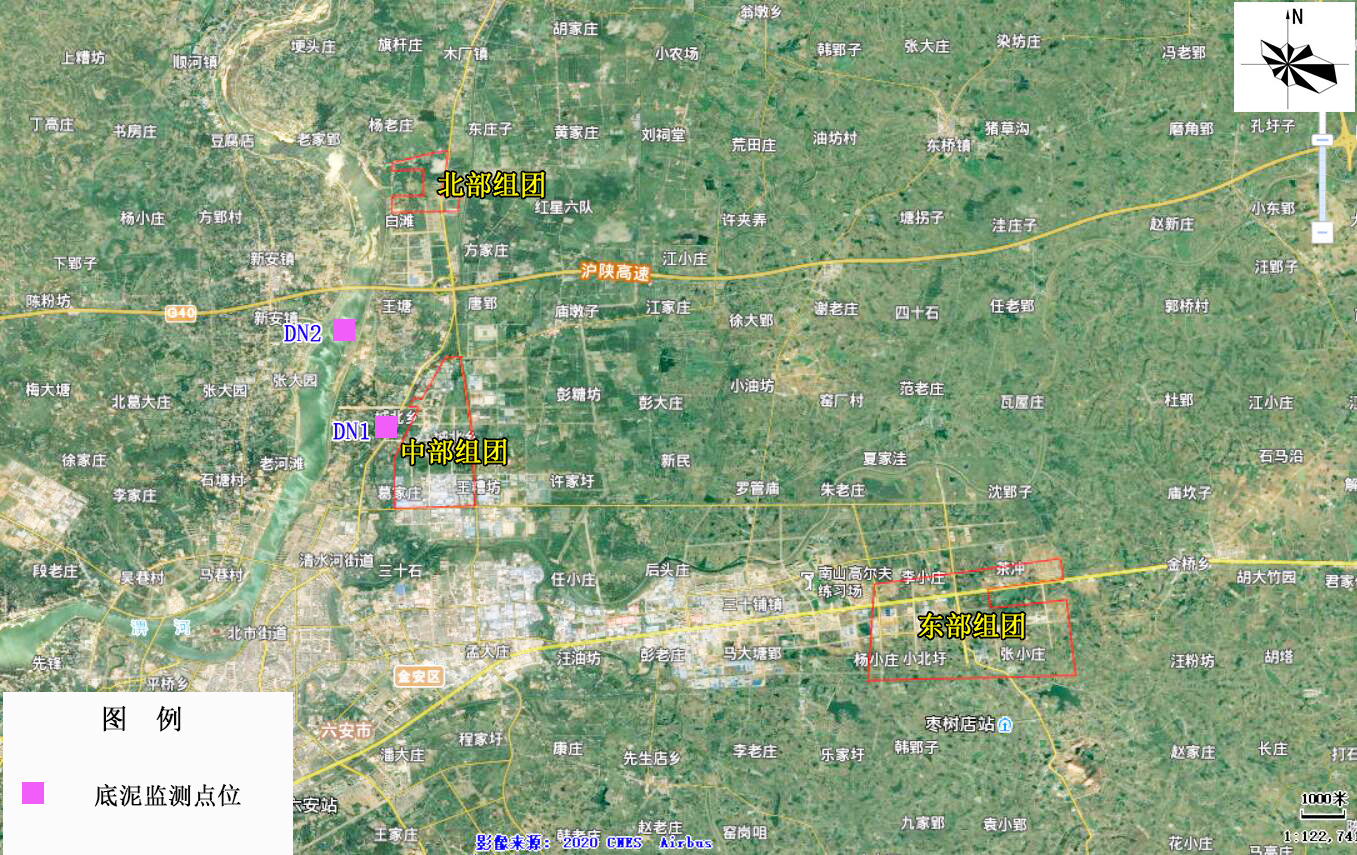 翁墩乡
N
胡家庄
旗杆庄
埂头庄
木厂镇
上糟坊
顺河镇
小农场
韩郢子
张大庄
染坊庄
冯老郢
丁高庄
书房庄
豆腐店
老家郢
杨老庄
东庄子
黄家庄
刘祠堂
荒田庄
油坊村
东桥镇
猪草沟
磨角郢
孔圩子
北部组团
杨小庄
方郢村
白滩
红星六队
许夹弄
塘拐子
洼庄子
赵新庄
小东郢
下郢子
新安镇
方家庄
江小庄
沪陕高速
汪郢子
陈粉坊
G40
新安镇
王塘
唐郢
庙墩子
江家庄
徐大郢
谢老庄
四十石
任老郢
郭桥村
DN2
梅大塘
北葛大庄
张大园
张大园
彭糖坊
彭大庄
小油坊
窑厂村
范老庄
瓦屋庄
杜郢
江小庄
城北乡
DN1
城北乡
中部组团
徐家庄
李家庄
石塘村
老河滩
葛家庄
王糟坊
许家圩
新民
罗管庙
朱老庄
夏家洼
沈郢子
石马沿
庙坎子
段老庄
吴巷村
马巷村
清水河街道
三十石
任小庄
后头庄
三十铺镇
南山高尔夫
练习场
李小庄
茶冲
金桥乡
胡大竹园
淠河
北市街道
东部组团
先锋
平桥乡
金安区
孟大庄
汪油坊
彭老庄
马大塘郢
杨小庄
小北圩
张小庄
汪粉坊
胡塔
图 例
六安市
潘大庄
程家圩
康庄
先生店乡
李老庄
乐家圩
韩郢子
枣树店站
赵家庄
长庄
底泥监测点位
六安站
王家庄
韩老庄
赵老庄
窑岗咀
九家郢
袁小郢
花小庄
马高庄
1000米
影像来源: 2020 CNES Airbus